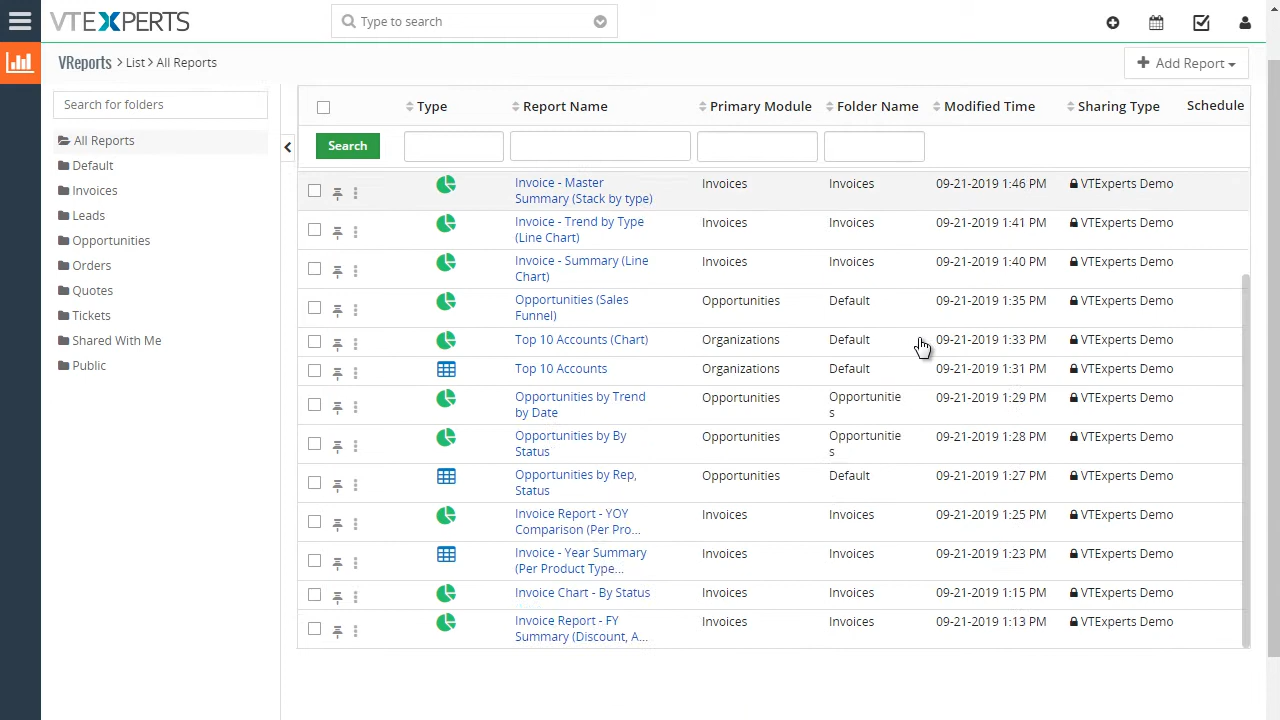 VTEXPERTS
Type to search
VReports > List > All Reports
Add Report
Search for folders
All Reports
Default
Invoices
Leads
Opportunities
Orders
Quotes
Tickets
Shared With Me
Public
Type Report Name Primary Module Folder Name Modified Time Sharing Type Schedule
Search
Invoice - Master Invoices Invoices 09-21-2019 1:46 PM VTExperts Demo
Summary (Stack by type)
Invoice - Trend by Type Invoices Invoices 09-21-2019 1:41 PM VTExperts Demo
(Line Chart)
Invoice - Summary (Line Invoices Invoices 09-21-2019 1:40 PM VTExperts Demo
Chart)
Opportunities (Sales Opportunities Default 09-21-2019 1:35 PM VTExperts Demo
Funnel)
Top 10 Accounts (Chart) Organizations Default 09-21-2019 1:33 PM VTExperts Demo
Top 10 Accounts Organizations Default 09-21-2019 1:31 PM VTExperts Demo
Opportunities by Trend Opportunities Opportunitie 09-21-2019 1:29 PM VTExperts Demo
by Date s
Opportunities by By Opportunities Opportunitie 09-21-2019 1:28 PM VTExperts Demo
Status s
Opportunities by Rep, Opportunities Default 09-21-2019 1:27 PM VTExperts Demo
Status
Invoice Report - YOY Invoices Invoices 09-21-2019 1:25 PM VTExperts Demo
Comparison (Per Pro...
Invoice - Year Summary Invoices Invoices 09-21-2019 1:23 PM VTExperts Demo
(Per Product Type...
Invoice Chart - By Status Invoices Invoices 09-21-2019 1:15 PM VTExperts Demo
Invoice Report - FY Invoices Invoices 09-21-2019 1:13 PM VTExperts Demo
Summary (Discount, A...